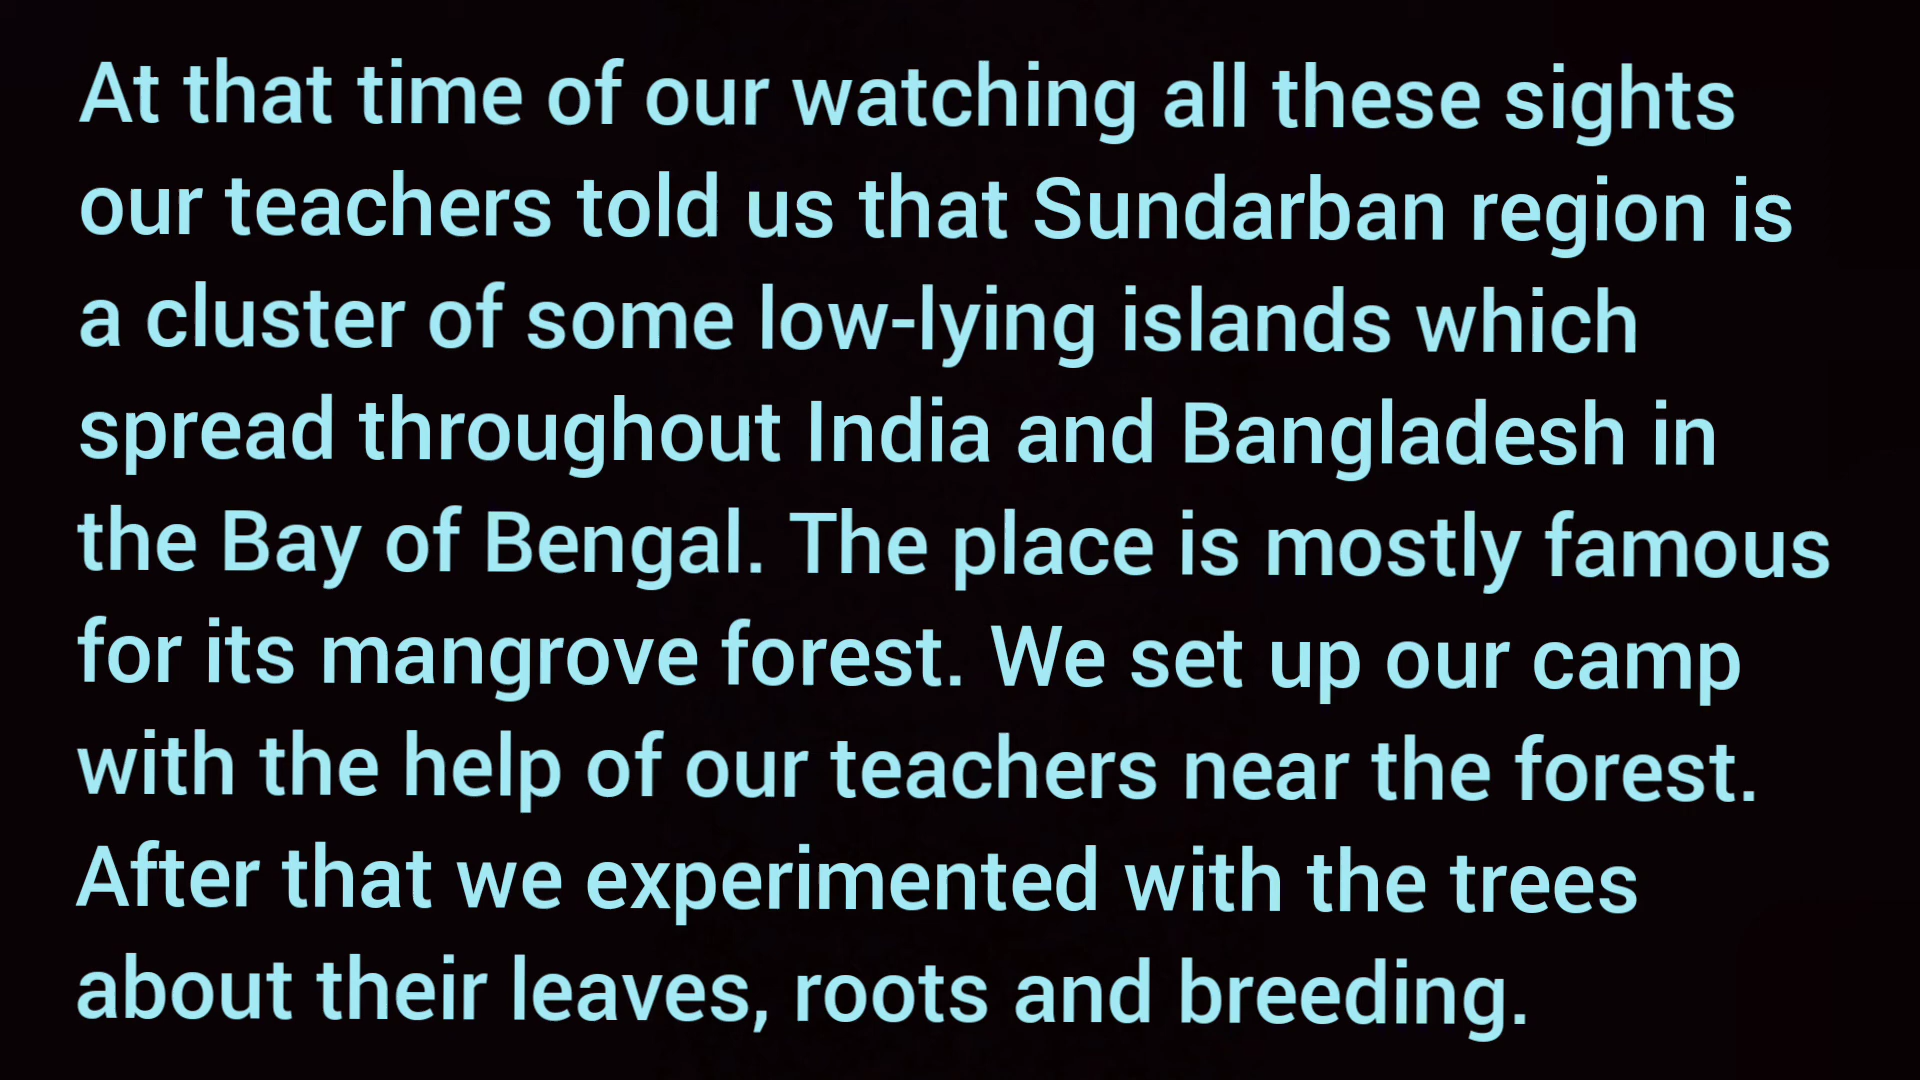 At that time of our watching all these sights
our teachers told us that Sundarban region is
a cluster of some low-lying islands which
spread throughout India and Bangladesh in
the Bay of Bengal. The place is mostly famous
for its mangrove forest. We set up our camp
with the help of our teachers near the forest.
After that we experimented with the trees
about their leaves, roots and breeding.